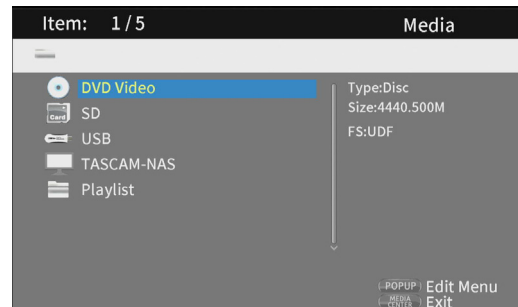 Item: 1/5 Media
DVD Video
Card SD
USB
TASCAM-NAS
Playlist
Type:Disc
Size:4440.500M
FS:UDF
POPUP Edit Menu
MEDIA CENTER Exit